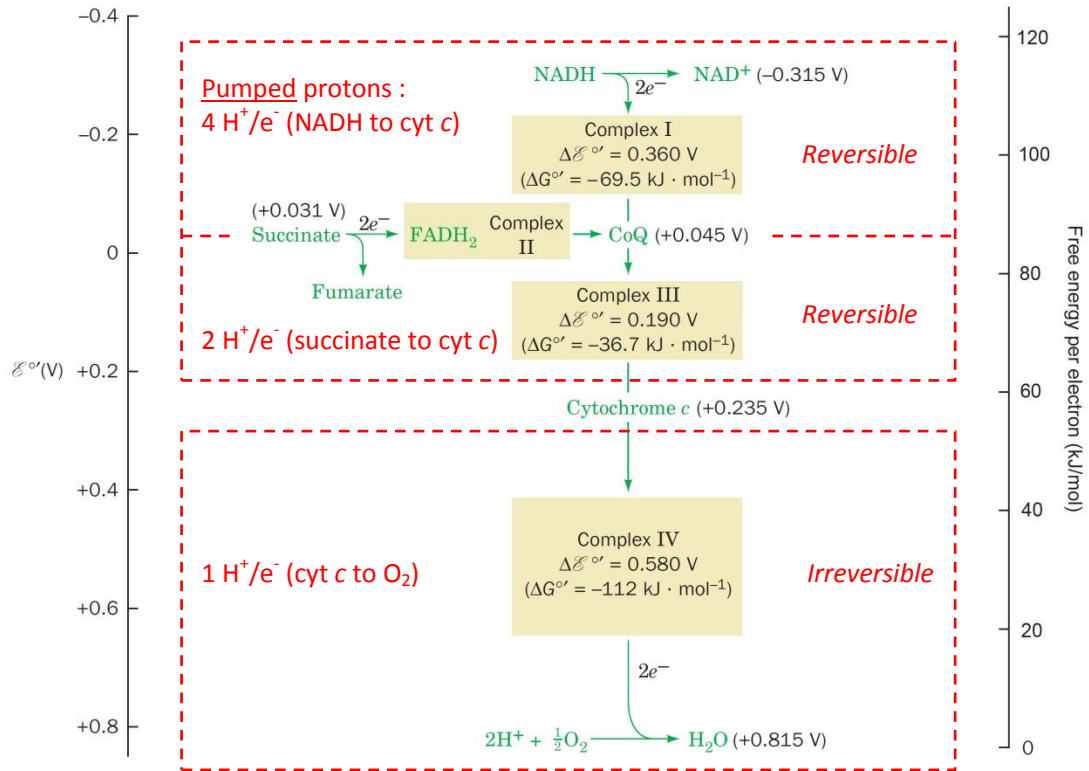 −0.4
−0.2
0
+0.2
+0.4
+0.6
+0.8
ℰ°′(V)
Pumped protons :
4 H⁺/e⁻ (NADH to cyt c)
NADH
NAD⁺ (−0.315 V)
2e⁻
Complex I
Δℰ°′ = 0.360 V
(ΔG°′ = −69.5 kJ · mol⁻¹)
Reversible
(+0.031 V)
Succinate
2e⁻
FADH₂
Complex
II
CoQ (+0.045 V)
Fumarate
2 H⁺/e⁻ (succinate to cyt c)
Complex III
Δℰ°′ = 0.190 V
(ΔG°′ = −36.7 kJ · mol⁻¹)
Reversible
Cytochrome c (+0.235 V)
1 H⁺/e⁻ (cyt c to O₂)
Complex IV
Δℰ°′ = 0.580 V
(ΔG°′ = −112 kJ · mol⁻¹)
Irreversible
2e⁻
2H⁺ + ½O₂
H₂O (+0.815 V)
120
100
80
60
40
20
0
Free energy per electron (kJ/mol)